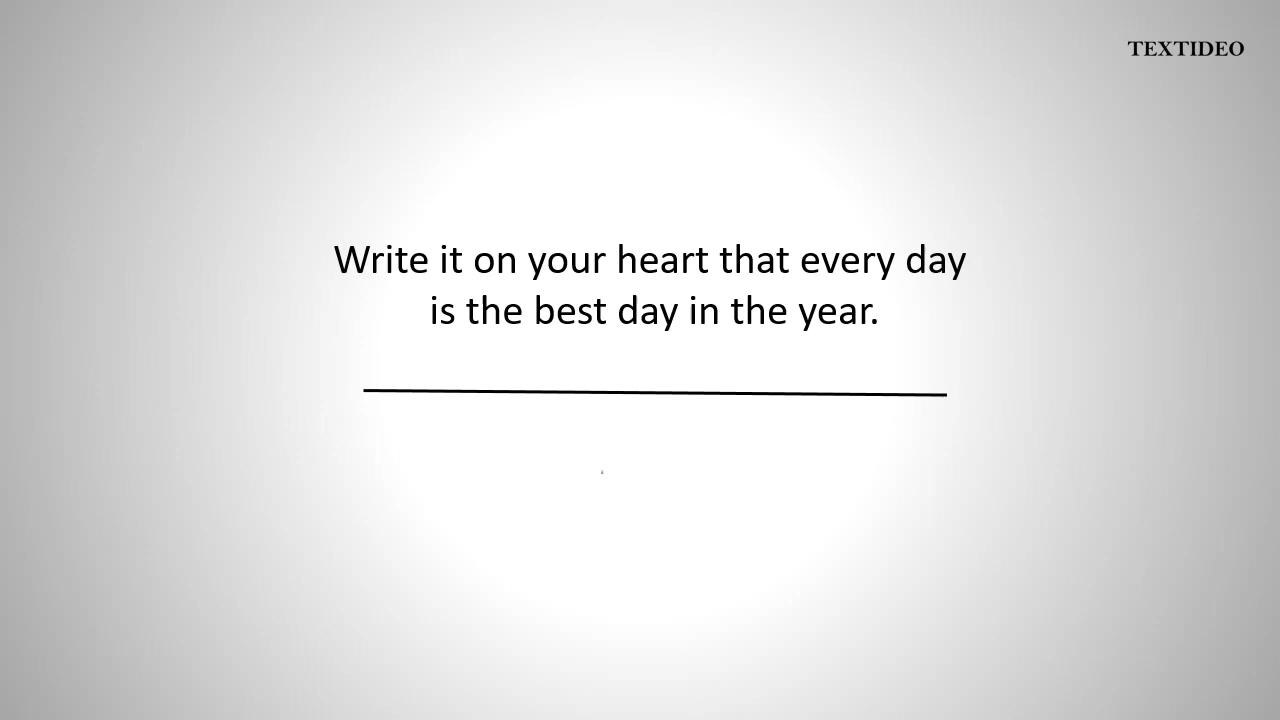 TEXTIDEO
Write it on your heart that every day
is the best day in the year.